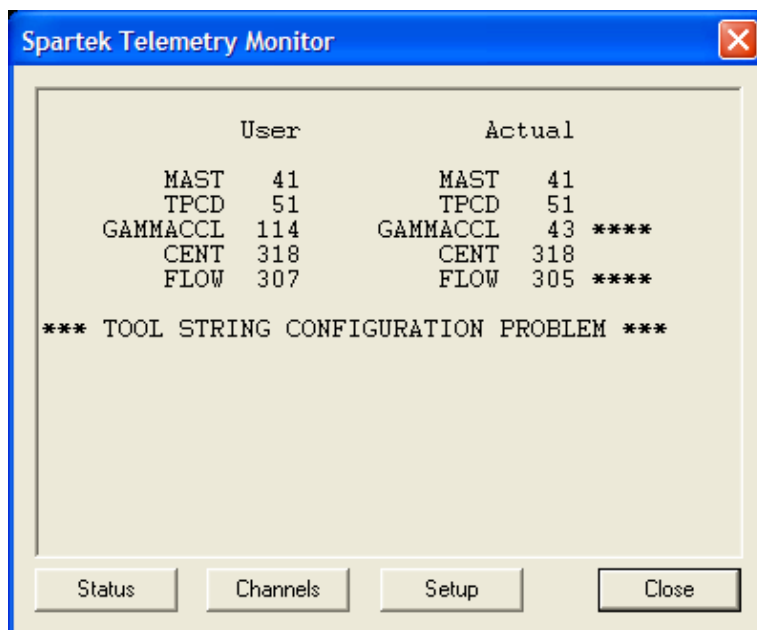 Spartek Telemetry Monitor
User Actual
MAST 41 MAST 41
TPCD 51 TPCD 51
GAMMACCL 114 GAMMACCL 43 ****
CENT 318 CENT 318
FLOW 307 FLOW 305 ****
*** TOOL STRING CONFIGURATION PROBLEM ***
Status Channels Setup Close